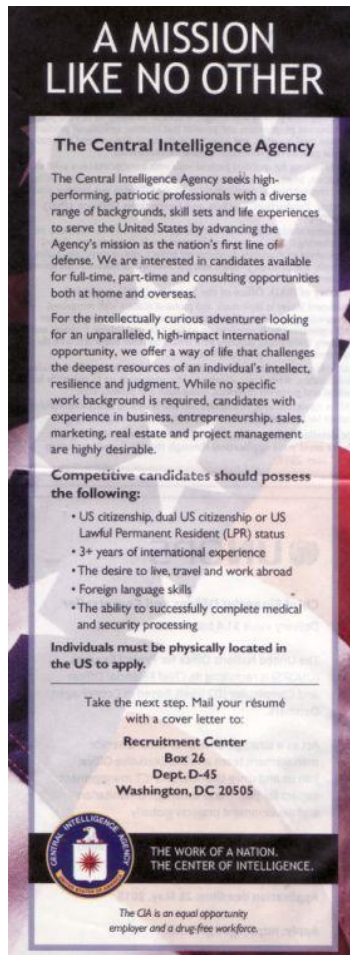 A MISSION
LIKE NO OTHER
The Central Intelligence Agency
The Central Intelligence Agency seeks high-
performing, patriotic professionals with a diverse
range of backgrounds, skill sets and life experiences
to serve the United States by advancing the
Agency's mission as the nation's first line of
defense. We are interested in candidates available
for full-time, part-time and consulting opportunities
both at home and overseas.
For the intellectually curious adventurer looking
for an unparalleled, high-impact international
opportunity, we offer a way of life that challenges
the deepest resources of an individual's intellect,
resilience and judgment. While no specific
work background is required, candidates with
experience in business, entrepreneurship, sales,
marketing, real estate and project management
are highly desirable.
Competitive candidates should possess
the following:
• US citizenship, dual US citizenship or US
Lawful Permanent Resident (LPR) status
• 3+ years of international experience
• The desire to live, travel and work abroad
• Foreign language skills
• The ability to successfully complete medical
and security processing
Individuals must be physically located in
the US to apply.
Take the next step. Mail your résumé
with a cover letter to:
Recruitment Center
Box 26
Dept. D-45
Washington, DC 20505
CENTRAL INTELLIGENCE AGENCY
UNITED STATES OF AMERICA
THE WORK OF A NATION.
THE CENTER OF INTELLIGENCE.
The CIA is an equal opportunity
employer and a drug-free workforce.